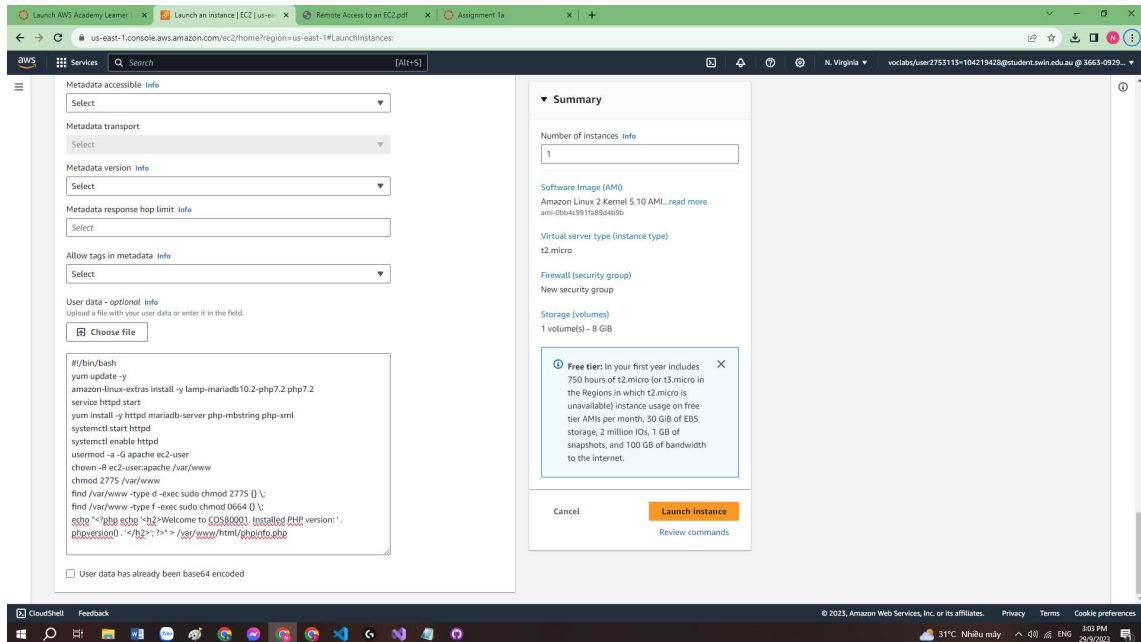 Launch AWS Academy Learner L
Launch an instance | EC2 | us-ea
Remote Access to an EC2.pdf
Assignment 1a
us-east-1.console.aws.amazon.com/ec2/home?region=us-east-1#LaunchInstances:
aws
Services
Search
[Alt+S]
N. Virginia
voclabs/user2753113=104219428@student.swin.edu.au @ 3663-0929...
Metadata accessible Info
Select
Metadata transport
Select
Metadata version Info
Select
Metadata response hop limit Info
Select
Allow tags in metadata Info
Select
User data - optional Info
Upload a file with your user data or enter it in the field.
Choose file
#!/bin/bash
yum update -y
amazon-linux-extras install -y lamp-mariadb10.2-php7.2 php7.2
service httpd start
yum install -y httpd mariadb-server php-mbstring php-xml
systemctl start httpd
systemctl enable httpd
usermod -a -G apache ec2-user
chown -R ec2-user:apache /var/www
chmod 2775 /var/www
find /var/www -type d -exec sudo chmod 2775 {} \;
find /var/www -type f -exec sudo chmod 0664 {} \;
echo "<?php echo '<h2>Welcome to COS80001. Installed PHP version: ' .
phpversion() . '</h2>'; ?>" > /var/www/html/phpinfo.php
User data has already been base64 encoded
Summary
Number of instances Info
1
Software Image (AMI)
Amazon Linux 2 Kernel 5.10 AMI...read more
ami-0bb4c991fa89d4b9b
Virtual server type (instance type)
t2.micro
Firewall (security group)
New security group
Storage (volumes)
1 volume(s) - 8 GiB
Free tier: In your first year includes
750 hours of t2.micro (or t3.micro in
the Regions in which t2.micro is
unavailable) instance usage on free
tier AMIs per month, 30 GiB of EBS
storage, 2 million IOs, 1 GB of
snapshots, and 100 GB of bandwidth
to the internet.
Cancel
Launch instance
Review commands
CloudShell
Feedback
© 2023, Amazon Web Services, Inc. or its affiliates.
Privacy
Terms
Cookie preferences
31°C Nhiều mây
ENG
3:03 PM
29/9/2023